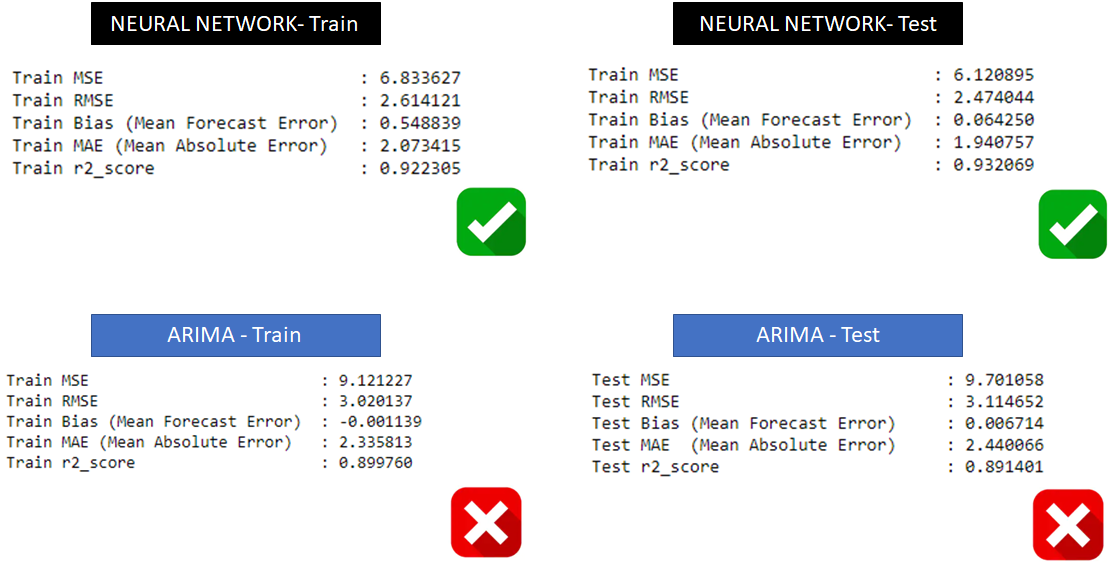 NEURAL NETWORK- Train
Train MSE : 6.833627
Train RMSE : 2.614121
Train Bias (Mean Forecast Error) : 0.548839
Train MAE (Mean Absolute Error) : 2.073415
Train r2_score : 0.922305
NEURAL NETWORK- Test
Train MSE : 6.120895
Train RMSE : 2.474044
Train Bias (Mean Forecast Error) : 0.064250
Train MAE (Mean Absolute Error) : 1.940757
Train r2_score : 0.932069
ARIMA - Train
Train MSE : 9.121227
Train RMSE : 3.020137
Train Bias (Mean Forecast Error) : -0.001139
Train MAE (Mean Absolute Error) : 2.335813
Train r2_score : 0.899760
ARIMA - Test
Test MSE : 9.701058
Test RMSE : 3.114652
Test Bias (Mean Forecast Error) : 0.006714
Test MAE (Mean Absolute Error) : 2.440066
Test r2_score : 0.891401